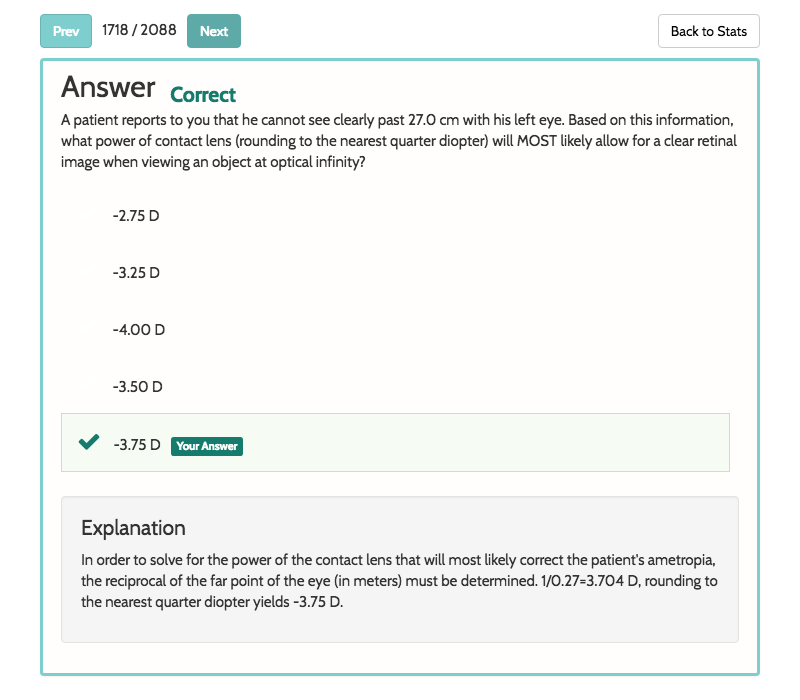 Prev 1718 / 2088 Next Back to Stats
Answer Correct
A patient reports to you that he cannot see clearly past 27.0 cm with his left eye. Based on this information,
what power of contact lens (rounding to the nearest quarter diopter) will MOST likely allow for a clear retinal
image when viewing an object at optical infinity?
-2.75 D
-3.25 D
-4.00 D
-3.50 D
-3.75 D Your Answer
Explanation
In order to solve for the power of the contact lens that will most likely correct the patient's ametropia,
the reciprocal of the far point of the eye (in meters) must be determined. 1/0.27=3.704 D, rounding to
the nearest quarter diopter yields -3.75 D.